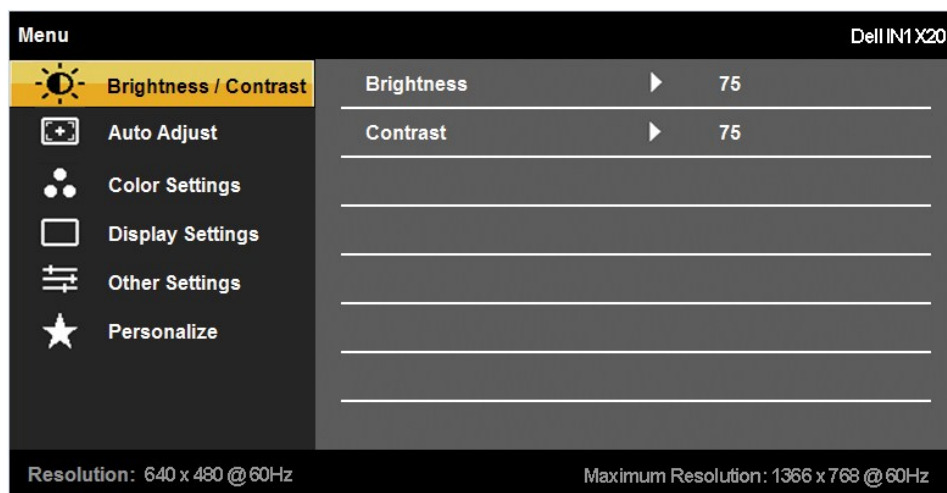 Menu Dell IN1X20
Brightness / Contrast Brightness 75
Auto Adjust Contrast 75
Color Settings
Display Settings
Other Settings
Personalize
Resolution: 640 x 480 @ 60Hz Maximum Resolution: 1366 x 768 @ 60Hz